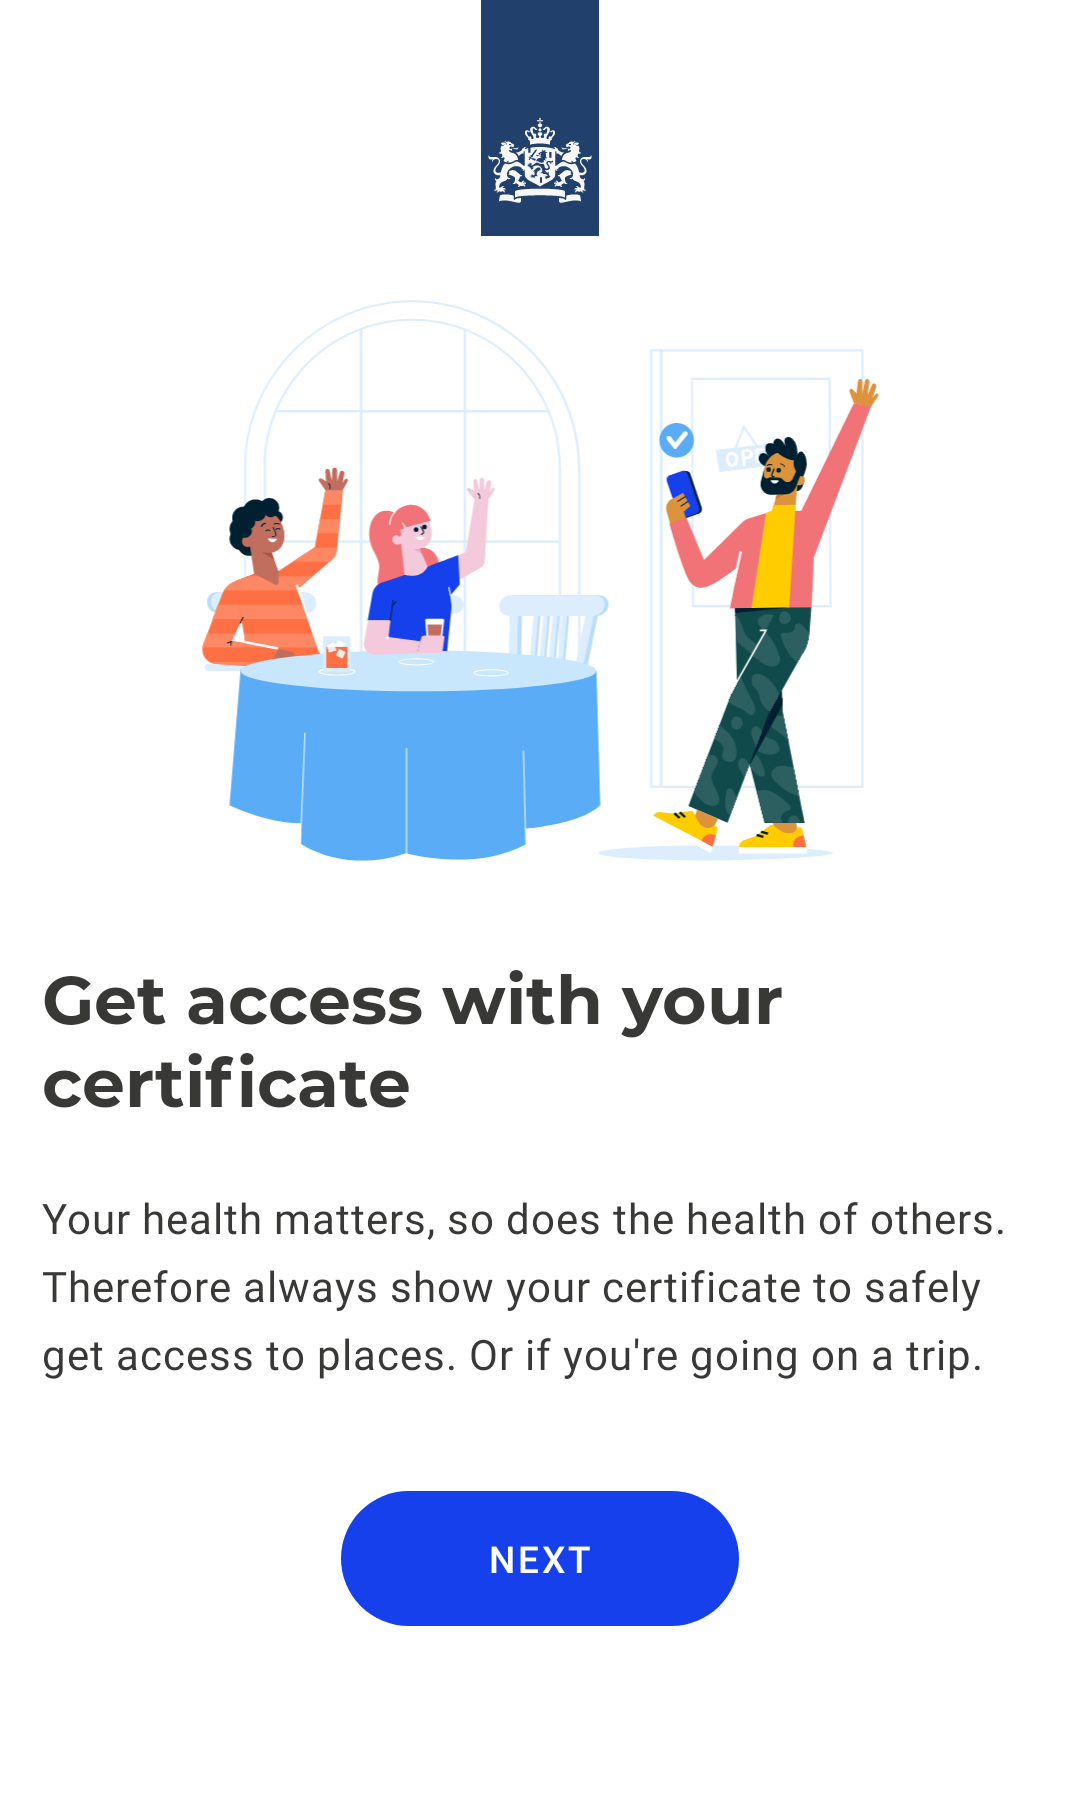 OP
Get access with your
certificate
Your health matters, so does the health of others.
Therefore always show your certificate to safely
get access to places. Or if you're going on a trip.
NEXT